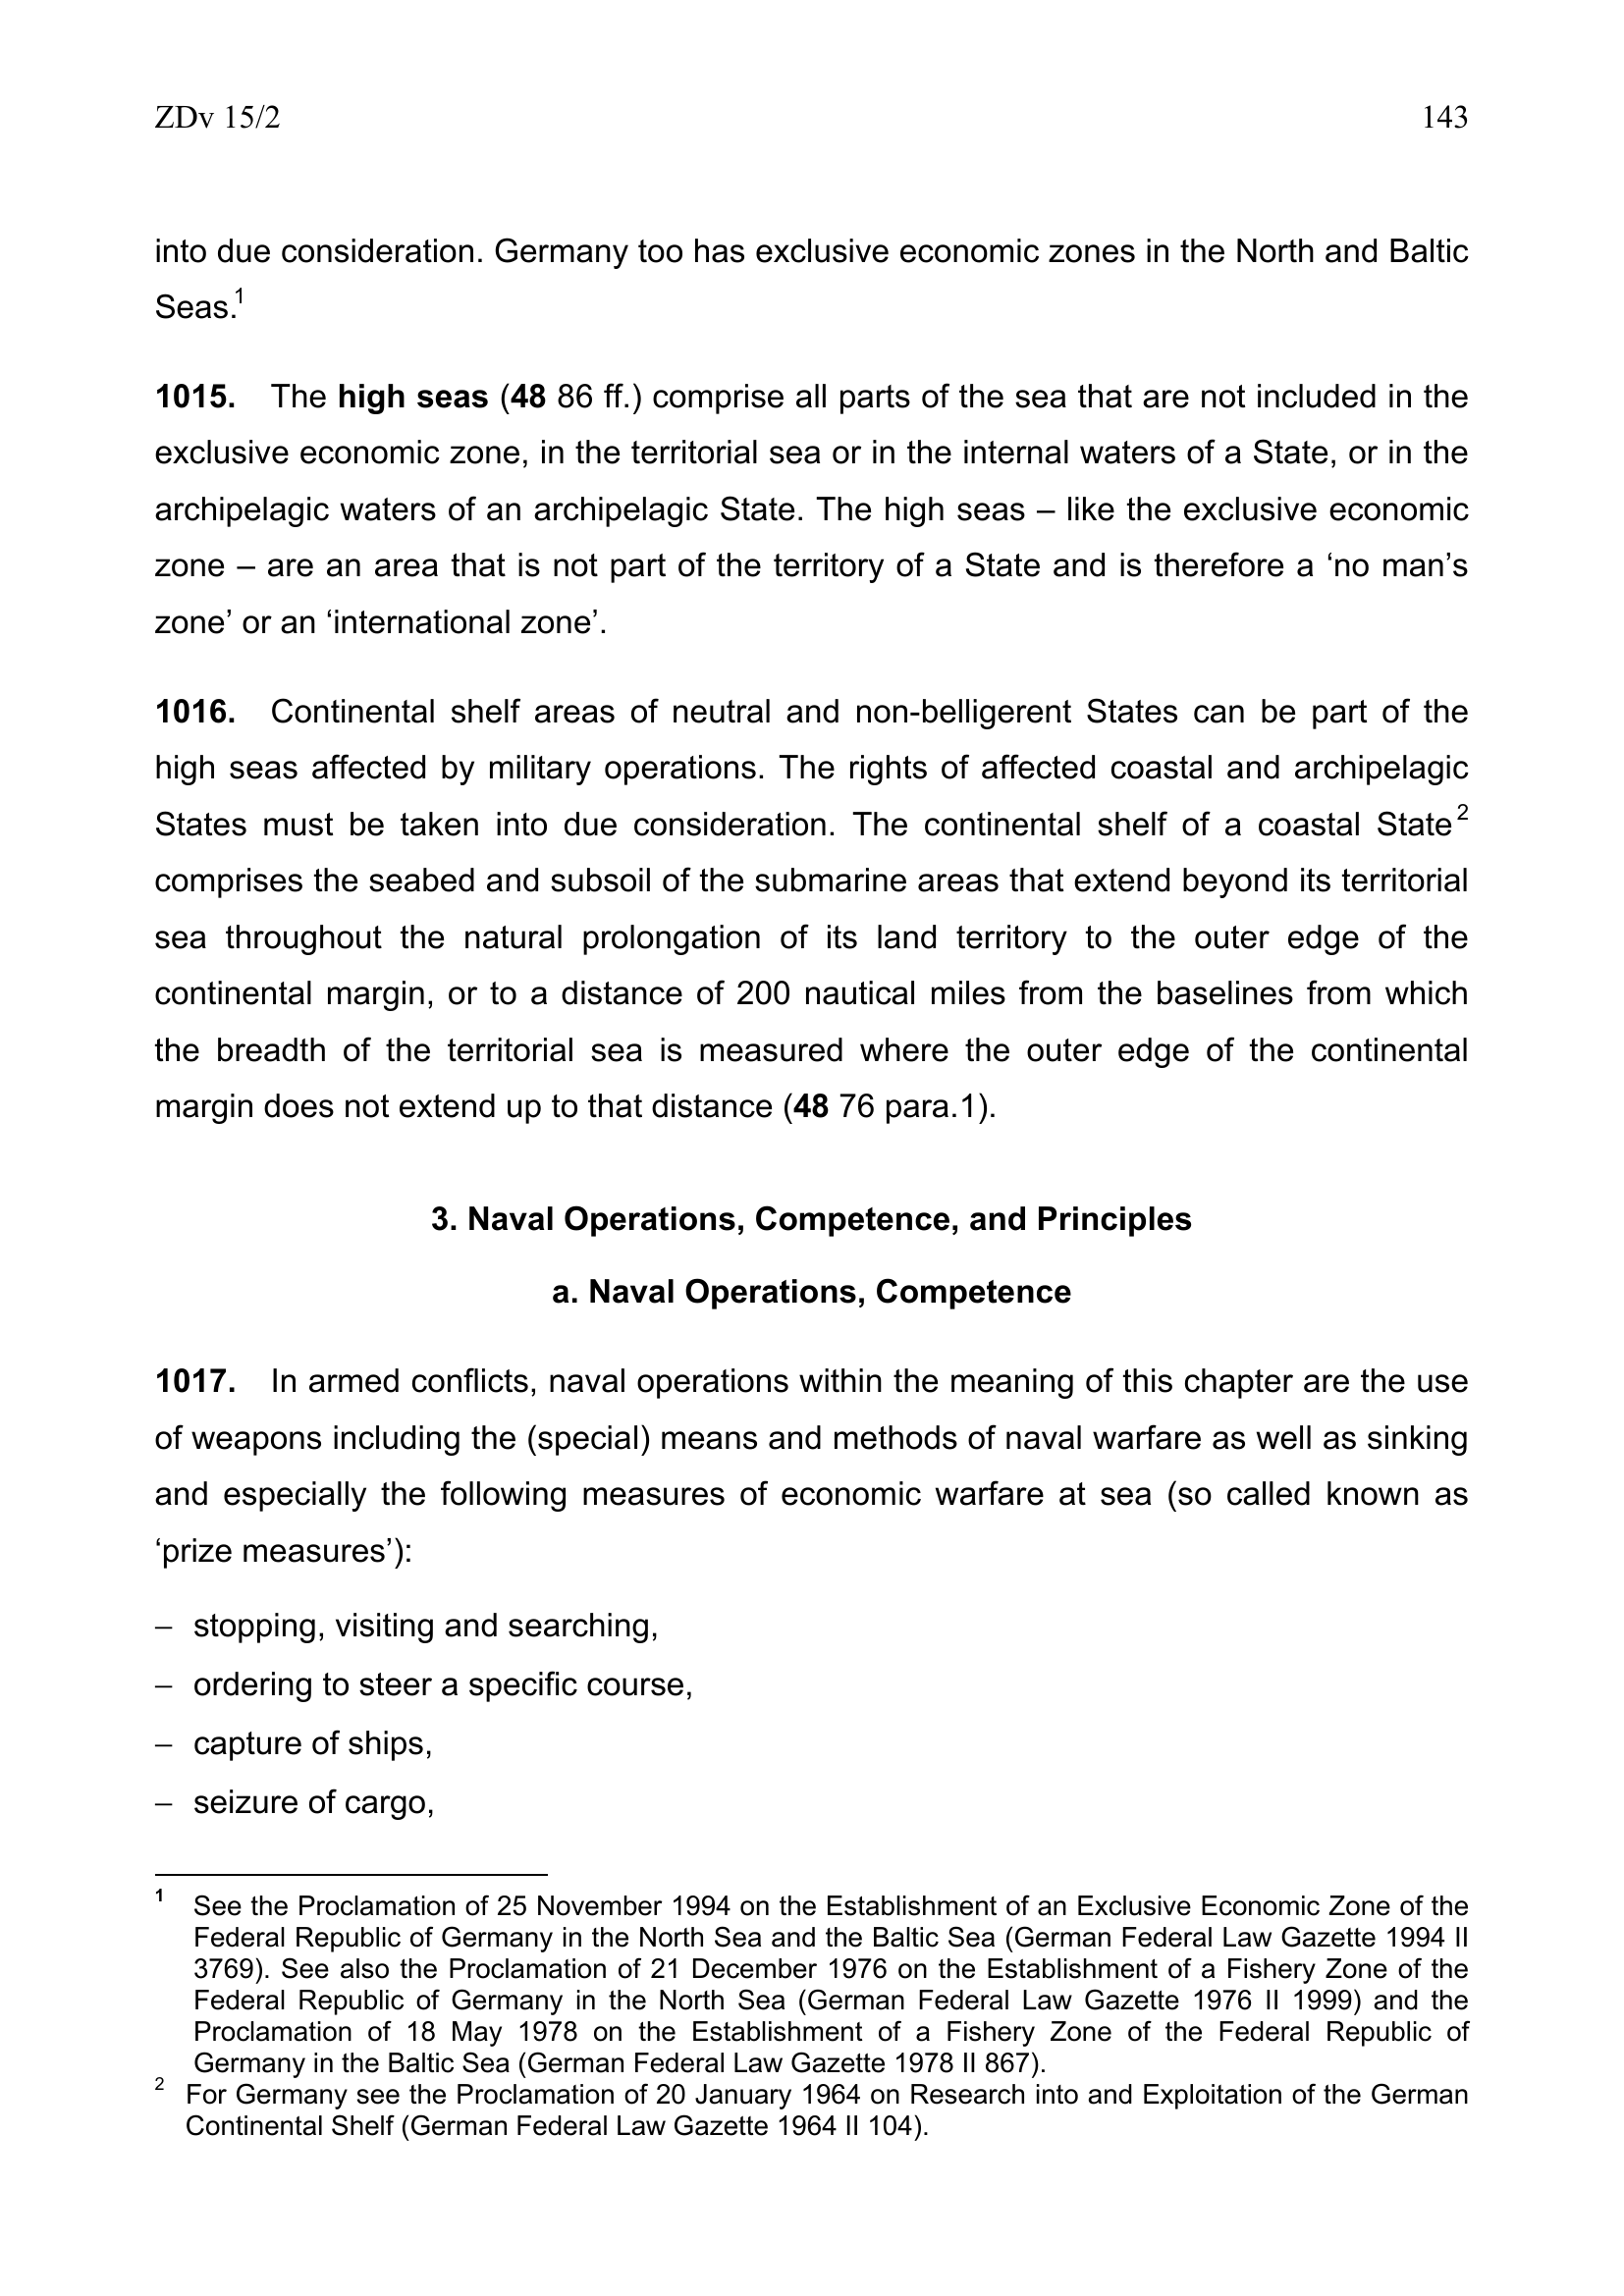 ZDv 15/2 143
into due consideration. Germany too has exclusive economic zones in the North and Baltic
Seas.1
1015. The high seas (48 86 ff.) comprise all parts of the sea that are not included in the
exclusive economic zone, in the territorial sea or in the internal waters of a State, or in the
archipelagic waters of an archipelagic State. The high seas – like the exclusive economic
zone – are an area that is not part of the territory of a State and is therefore a ‘no man’s
zone’ or an ‘international zone’.
1016. Continental shelf areas of neutral and non-belligerent States can be part of the
high seas affected by military operations. The rights of affected coastal and archipelagic
States must be taken into due consideration. The continental shelf of a coastal State2
comprises the seabed and subsoil of the submarine areas that extend beyond its territorial
sea throughout the natural prolongation of its land territory to the outer edge of the
continental margin, or to a distance of 200 nautical miles from the baselines from which
the breadth of the territorial sea is measured where the outer edge of the continental
margin does not extend up to that distance (48 76 para.1).
3. Naval Operations, Competence, and Principles
a. Naval Operations, Competence
1017. In armed conflicts, naval operations within the meaning of this chapter are the use
of weapons including the (special) means and methods of naval warfare as well as sinking
and especially the following measures of economic warfare at sea (so called known as
‘prize measures’):
– stopping, visiting and searching,
– ordering to steer a specific course,
– capture of ships,
– seizure of cargo,
1 See the Proclamation of 25 November 1994 on the Establishment of an Exclusive Economic Zone of the
Federal Republic of Germany in the North Sea and the Baltic Sea (German Federal Law Gazette 1994 II
3769). See also the Proclamation of 21 December 1976 on the Establishment of a Fishery Zone of the
Federal Republic of Germany in the North Sea (German Federal Law Gazette 1976 II 1999) and the
Proclamation of 18 May 1978 on the Establishment of a Fishery Zone of the Federal Republic of
Germany in the Baltic Sea (German Federal Law Gazette 1978 II 867).
2 For Germany see the Proclamation of 20 January 1964 on Research into and Exploitation of the German
Continental Shelf (German Federal Law Gazette 1964 II 104).